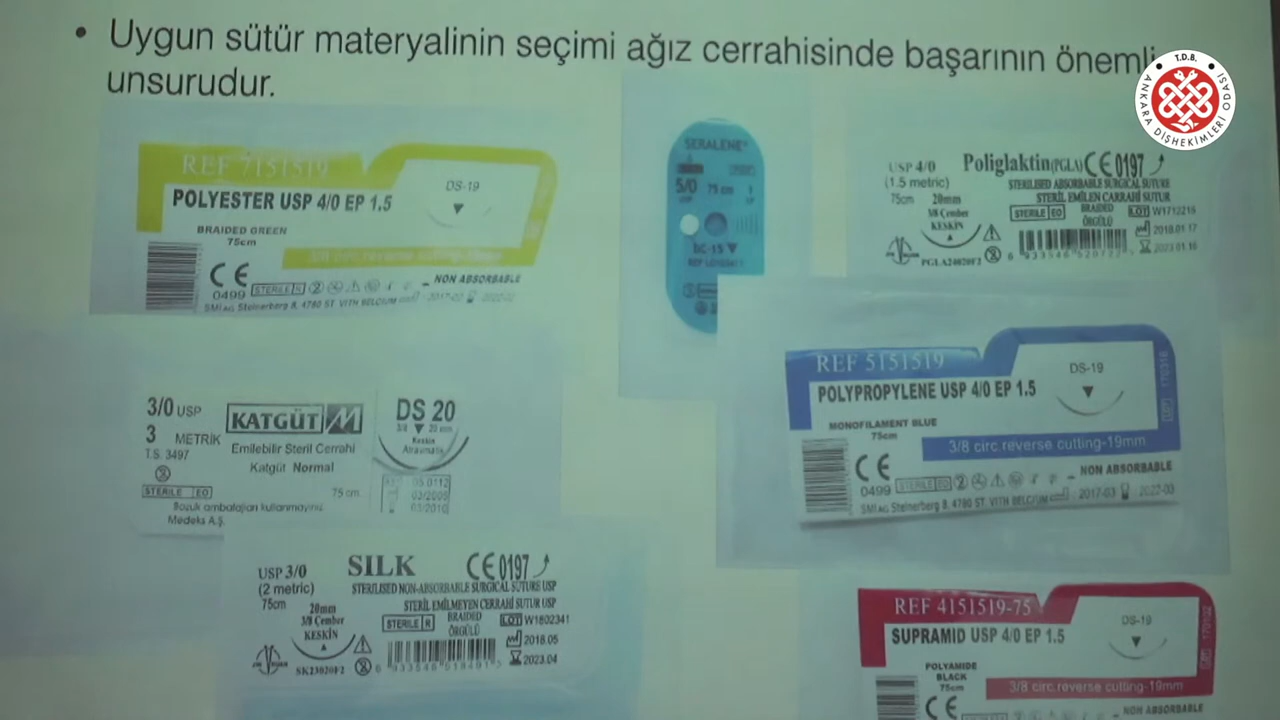 • Uygun sütür materyalinin seçimi ağız cerrahisinde başarının önemli
unsurudur.
T.D.B.
ANKARA DİŞHEKİMLERİ ODASI
REF 7151519
POLYESTER USP 4/0 EP 1.5
DS-19
BRAIDED GREEN
75cm
CE
0499
STERILE R
NON ABSORBABLE
SMI AG Steinerberg 8, 4780 ST. VITH BELGIUM
2017-02
SERALENE®
5/0
75 cm
DC-15
USP 4/0
(1.5 metric)
75cm
20mm
3/8 Çember
KESKİN
Poliglaktin(PGLA) CE 0197
STERILISED ABSORBABLE SURGICAL SUTURE
STERİL EMİLEN CERRAHİ SUTUR
STERILE EO
BRAIDED
ÖRGÜLÜ
LOT W1712216
2018.01.17
PGLA24020F2
REF 5151519
POLYPROPYLENE USP 4/0 EP 1.5
DS-19
MONOFILAMENT BLUE
75cm
3/8 circ.reverse cutting-19mm
CE
0499
STERILE EO
NON ABSORBABLE
SMI AG Steinerberg 8, 4780 ST. VITH BELGIUM
2017-03
2022-03
3/0 USP
3 METRİK
T.S. 3497
STERILE EO
KATGÜT
Emilebilir Steril Cerrahi
Katgüt Normal
75 cm.
Bozuk ambalajları kullanmayınız
Medeks A.Ş.
DS 20
3/8 20 mm
Keskin
Atravmatik
03/2005
03/2010
USP 3/0
(2 metric)
75cm
20mm
3/8 Çember
KESKİN
SILK
CE 0197
STERILISED NON-ABSORBABLE SURGICAL SUTURE USP
STERİL EMİLMEYEN CERRAHİ SUTUR USP
STERILE R
BRAIDED
ÖRGÜLÜ
LOT W1802341
2018.05
2023.04
SK23020F2
REF 4151519-75
SUPRAMID USP 4/0 EP 1.5
DS-19
POLYAMIDE
BLACK
75cm
3/8 circ.reverse cutting-19mm
CE
NON ABSORBABLE